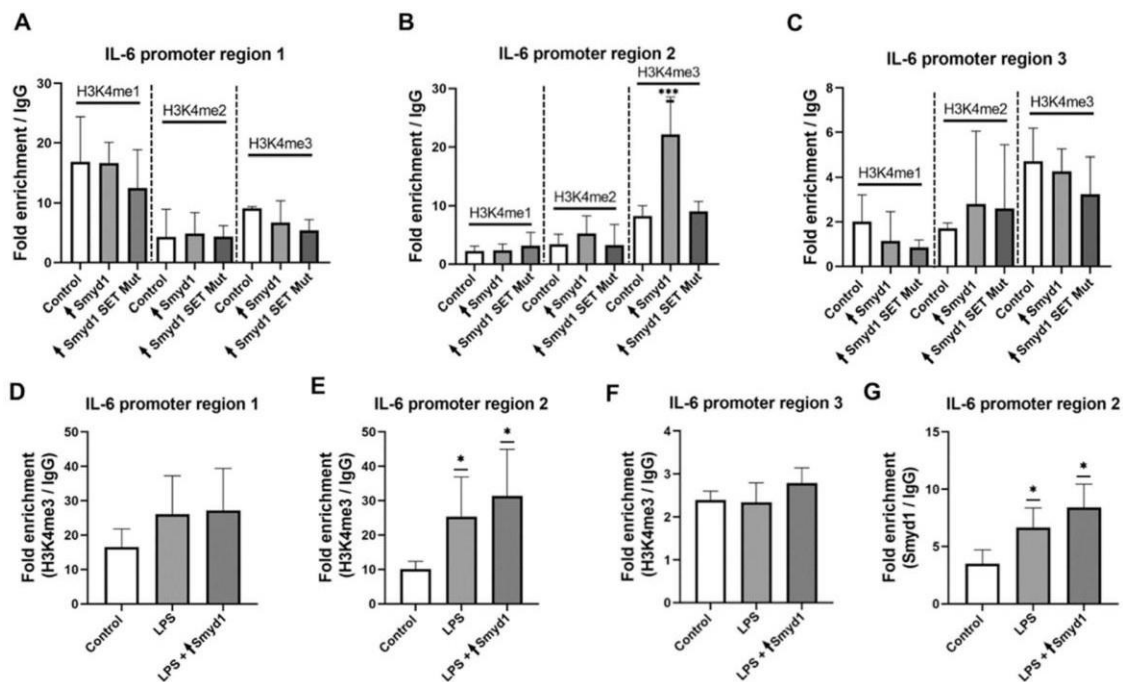 A
IL-6 promoter region 1
Fold enrichment / IgG
30
20
10
0
H3K4me1
H3K4me2
H3K4me3
Control
↑ Smyd1
↑ Smyd1 SET Mut
Control
↑ Smyd1
↑ Smyd1 SET Mut
Control
↑ Smyd1
↑ Smyd1 SET Mut
B
IL-6 promoter region 2
Fold enrichment / IgG
30
20
10
0
H3K4me1
H3K4me2
H3K4me3
***
Control
↑ Smyd1
↑ Smyd1 SET Mut
Control
↑ Smyd1
↑ Smyd1 SET Mut
Control
↑ Smyd1
↑ Smyd1 SET Mut
C
IL-6 promoter region 3
Fold enrichment / IgG
8
6
4
2
0
H3K4me1
H3K4me2
H3K4me3
Control
↑ Smyd1
↑ Smyd1 SET Mut
Control
↑ Smyd1
↑ Smyd1 SET Mut
Control
↑ Smyd1
↑ Smyd1 SET Mut
D
IL-6 promoter region 1
Fold enrichment
(H3K4me3 / IgG)
50
40
30
20
10
0
Control
LPS
LPS + ↑Smyd1
E
IL-6 promoter region 2
Fold enrichment
(H3K4me3 / IgG)
50
40
30
20
10
0
*
*
Control
LPS
LPS + ↑Smyd1
F
IL-6 promoter region 3
Fold enrichment
(H3K4me3 / IgG)
4
3
2
1
0
Control
LPS
LPS + ↑Smyd1
G
IL-6 promoter region 2
Fold enrichment
(Smyd1 / IgG)
15
10
5
0
*
*
Control
LPS
LPS + ↑Smyd1